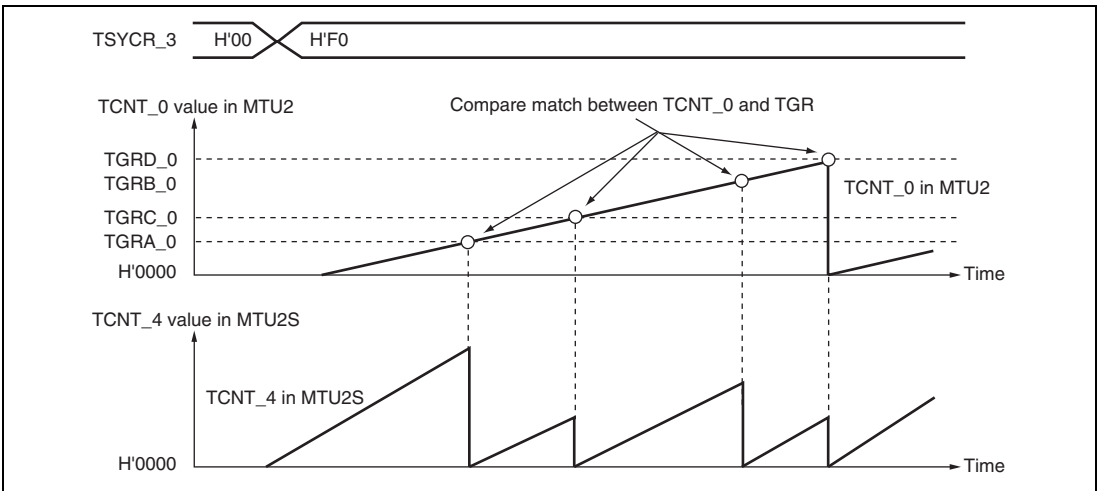 TSYCR_3 H'00 H'F0
TCNT_0 value in MTU2
Compare match between TCNT_0 and TGR
TGRD_0
TGRB_0
TCNT_0 in MTU2
TGRC_0
TGRA_0
H'0000
Time
TCNT_4 value in MTU2S
TCNT_4 in MTU2S
H'0000
Time